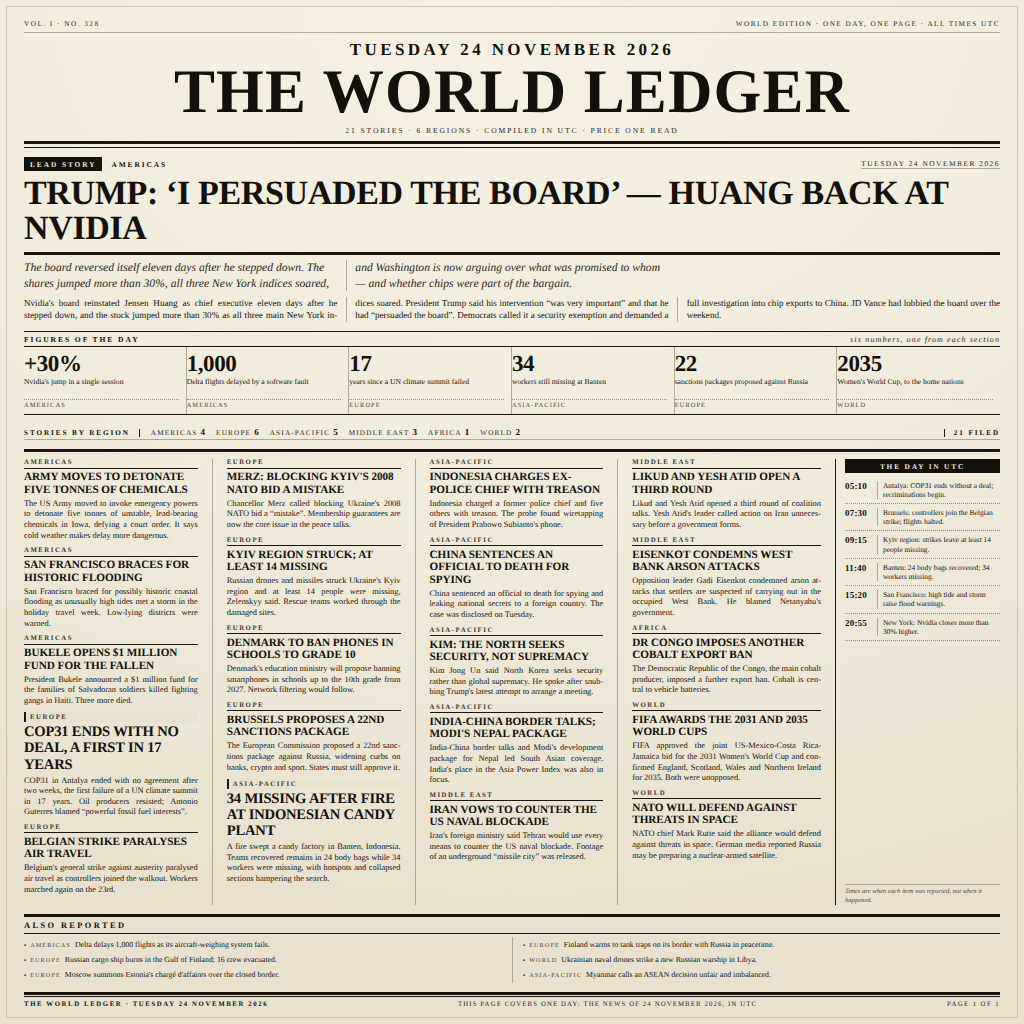 VOL. I · NO. 328
WORLD EDITION · ONE DAY, ONE PAGE · ALL TIMES UTC
TUESDAY 24 NOVEMBER 2026
THE WORLD LEDGER
21 STORIES · 6 REGIONS · COMPILED IN UTC · PRICE ONE READ
LEAD STORY AMERICAS
TUESDAY 24 NOVEMBER 2026
TRUMP: ‘I PERSUADED THE BOARD’ — HUANG BACK AT
NVIDIA
The board reversed itself eleven days after he stepped down. The
shares jumped more than 30%, all three New York indices soared,
and Washington is now arguing over what was promised to whom
— and whether chips were part of the bargain.
Nvidia's board reinstated Jensen Huang as chief executive eleven days after he
stepped down, and the stock jumped more than 30% as all three main New York in-
dices soared. President Trump said his intervention “was very important” and that he
had “persuaded the board”. Democrats called it a security exemption and demanded a
full investigation into chip exports to China. JD Vance had lobbied the board over the
weekend.
FIGURES OF THE DAY
six numbers, one from each section
+30%
Nvidia's jump in a single session
AMERICAS
1,000
Delta flights delayed by a software fault
AMERICAS
17
years since a UN climate summit failed
EUROPE
34
workers still missing at Banten
ASIA-PACIFIC
22
sanctions packages proposed against Russia
EUROPE
2035
Women's World Cup, to the home nations
WORLD
STORIES BY REGION AMERICAS 4 EUROPE 6 ASIA-PACIFIC 5 MIDDLE EAST 3 AFRICA 1 WORLD 2
21 FILED
AMERICAS
ARMY MOVES TO DETONATE
FIVE TONNES OF CHEMICALS
The US Army moved to invoke emergency powers
to detonate five tonnes of unstable, lead-bearing
chemicals in Iowa, defying a court order. It says
cold weather makes delay more dangerous.
AMERICAS
SAN FRANCISCO BRACES FOR
HISTORIC FLOODING
San Francisco braced for possibly historic coastal
flooding as unusually high tides met a storm in the
holiday travel week. Low-lying districts were
warned.
AMERICAS
BUKELE OPENS $1 MILLION
FUND FOR THE FALLEN
President Bukele announced a $1 million fund for
the families of Salvadoran soldiers killed fighting
gangs in Haiti. Three more died.
EUROPE
COP31 ENDS WITH NO
DEAL, A FIRST IN 17
YEARS
COP31 in Antalya ended with no agreement after
two weeks, the first failure of a UN climate summit
in 17 years. Oil producers resisted; Antonio
Guterres blamed “powerful fossil fuel interests”.
EUROPE
BELGIAN STRIKE PARALYSES
AIR TRAVEL
Belgium's general strike against austerity paralysed
air travel as controllers joined the walkout. Workers
marched again on the 23rd.
EUROPE
MERZ: BLOCKING KYIV'S 2008
NATO BID A MISTAKE
Chancellor Merz called blocking Ukraine's 2008
NATO bid a “mistake”. Membership guarantees are
now the core issue in the peace talks.
EUROPE
KYIV REGION STRUCK; AT
LEAST 14 MISSING
Russian drones and missiles struck Ukraine's Kyiv
region and at least 14 people were missing,
Zelenskyy said. Rescue teams worked through the
damaged sites.
EUROPE
DENMARK TO BAN PHONES IN
SCHOOLS TO GRADE 10
Denmark's education ministry will propose banning
smartphones in schools up to the 10th grade from
2027. Network filtering would follow.
EUROPE
BRUSSELS PROPOSES A 22ND
SANCTIONS PACKAGE
The European Commission proposed a 22nd sanc-
tions package against Russia, widening curbs on
banks, crypto and sport. States must still approve it.
ASIA-PACIFIC
34 MISSING AFTER FIRE
AT INDONESIAN CANDY
PLANT
A fire swept a candy factory in Banten, Indonesia.
Teams recovered remains in 24 body bags while 34
workers were missing, with hotspots and collapsed
sections hampering the search.
ASIA-PACIFIC
INDONESIA CHARGES EX-
POLICE CHIEF WITH TREASON
Indonesia charged a former police chief and five
others with treason. The probe found wiretapping
of President Prabowo Subianto's phone.
ASIA-PACIFIC
CHINA SENTENCES AN
OFFICIAL TO DEATH FOR
SPYING
China sentenced an official to death for spying and
leaking national secrets to a foreign country. The
case was disclosed on Tuesday.
ASIA-PACIFIC
KIM: THE NORTH SEEKS
SECURITY, NOT SUPREMACY
Kim Jong Un said North Korea seeks security
rather than global supremacy. He spoke after snub-
bing Trump's latest attempt to arrange a meeting.
ASIA-PACIFIC
INDIA-CHINA BORDER TALKS;
MODI'S NEPAL PACKAGE
India-China border talks and Modi's development
package for Nepal led South Asian coverage.
India's place in the Asia Power Index was also in
focus.
MIDDLE EAST
IRAN VOWS TO COUNTER THE
US NAVAL BLOCKADE
Iran's foreign ministry said Tehran would use every
means to counter the US naval blockade. Footage
of an underground “missile city” was released.
MIDDLE EAST
LIKUD AND YESH ATID OPEN A
THIRD ROUND
Likud and Yesh Atid opened a third round of coalition
talks. Yesh Atid's leader called action on Iran unneces-
sary before a government forms.
MIDDLE EAST
EISENKOT CONDEMNS WEST
BANK ARSON ATTACKS
Opposition leader Gadi Eisenkot condemned arson at-
tacks that settlers are suspected of carrying out in the
occupied West Bank. He blamed Netanyahu's
government.
AFRICA
DR CONGO IMPOSES ANOTHER
COBALT EXPORT BAN
The Democratic Republic of the Congo, the main cobalt
producer, imposed a further export ban. Cobalt is cen-
tral to vehicle batteries.
WORLD
FIFA AWARDS THE 2031 AND 2035
WORLD CUPS
FIFA approved the joint US-Mexico-Costa Rica-
Jamaica bid for the 2031 Women's World Cup and con-
firmed England, Scotland, Wales and Northern Ireland
for 2035. Both were unopposed.
WORLD
NATO WILL DEFEND AGAINST
THREATS IN SPACE
NATO chief Mark Rutte said the alliance would defend
against threats in space. German media reported Russia
may be preparing a nuclear-armed satellite.
THE DAY IN UTC
05:10 Antalya: COP31 ends without a deal;
recriminations begin.
07:30 Brussels: controllers join the Belgian
strike; flights halted.
09:15 Kyiv region: strikes leave at least 14
people missing.
11:40 Banten: 24 body bags recovered; 34
workers missing.
15:20 San Francisco: high tide and storm
raise flood warnings.
20:55 New York: Nvidia closes more than
30% higher.
Times are when each item was reported, not when it
happened.
ALSO REPORTED
• AMERICAS Delta delays 1,000 flights as its aircraft-weighing system fails.
• EUROPE Russian cargo ship burns in the Gulf of Finland; 16 crew evacuated.
• EUROPE Moscow summons Estonia's chargé d'affaires over the closed border.
• EUROPE Finland warms to tank traps on its border with Russia in peacetime.
• WORLD Ukrainian naval drones strike a new Russian warship in Libya.
• ASIA-PACIFIC Myanmar calls an ASEAN decision unfair and imbalanced.
THE WORLD LEDGER · TUESDAY 24 NOVEMBER 2026
THIS PAGE COVERS ONE DAY: THE NEWS OF 24 NOVEMBER 2026, IN UTC
PAGE 1 OF 1